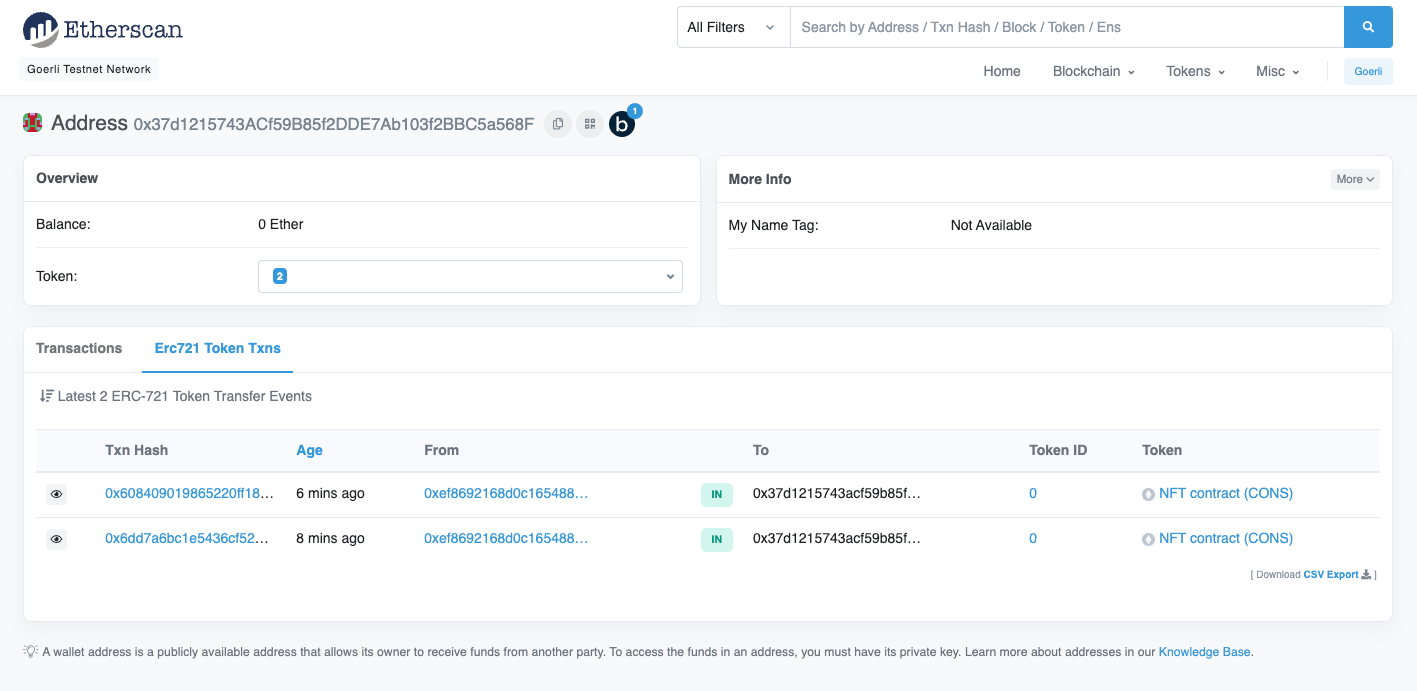 Etherscan
All Filters Search by Address / Txn Hash / Block / Token / Ens
Goerli Testnet Network
Home Blockchain Tokens Misc Goerli
Address 0x37d1215743ACf59B85f2DDE7Ab103f2BBC5a568F b 1
Overview
Balance: 0 Ether
Token: 2
More Info More
My Name Tag: Not Available
Transactions Erc721 Token Txns
Latest 2 ERC-721 Token Transfer Events
Txn Hash Age From To Token ID Token
0x608409019865220ff18… 6 mins ago 0xef8692168d0c165488… IN 0x37d1215743acf59b85f… 0 NFT contract (CONS)
0x6dd7a6bc1e5436cf52… 8 mins ago 0xef8692168d0c165488… IN 0x37d1215743acf59b85f… 0 NFT contract (CONS)
[ Download CSV Export ]
A wallet address is a publicly available address that allows its owner to receive funds from another party. To access the funds in an address, you must have its private key. Learn more about addresses in our Knowledge Base.